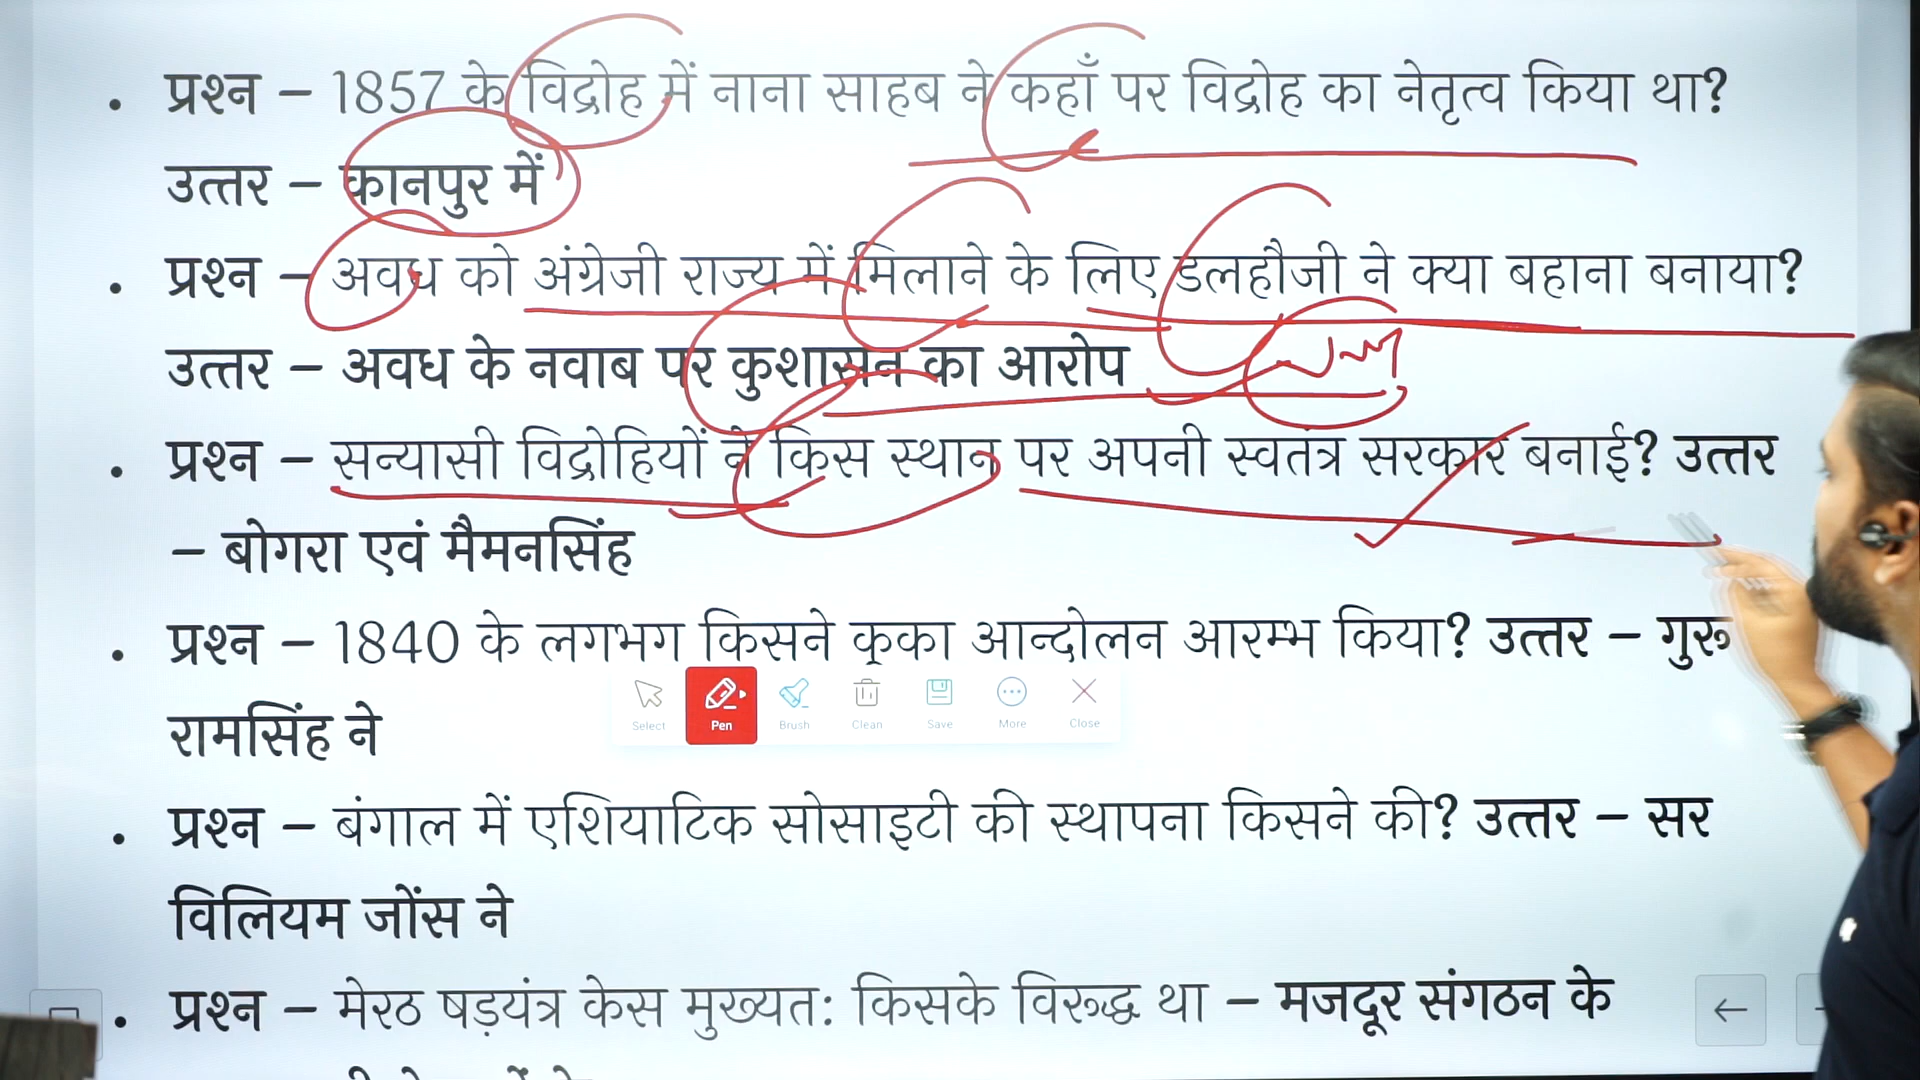 • प्रश्न – 1857 के विद्रोह में नाना साहब ने कहाँ पर विद्रोह का नेतृत्व किया था?
उत्तर – कानपुर में
• प्रश्न – अवध को अंग्रेजी राज्य में मिलाने के लिए डलहौजी ने क्या बहाना बनाया?
उत्तर – अवध के नवाब पर कुशासन का आरोप
• प्रश्न – सन्यासी विद्रोहियों ने किस स्थान पर अपनी स्वतंत्र सरकार बनाई? उत्तर
– बोगरा एवं मैमनसिंह
• प्रश्न – 1840 के लगभग किसने कूका आन्दोलन आरम्भ किया? उत्तर – गुरु
रामसिंह ने
Select Pen Brush Clean Save More Close
• प्रश्न – बंगाल में एशियाटिक सोसाइटी की स्थापना किसने की? उत्तर – सर
विलियम जोंस ने
• प्रश्न – मेरठ षड़यंत्र केस मुख्यत: किसके विरूद्ध था – मजदूर संगठन के